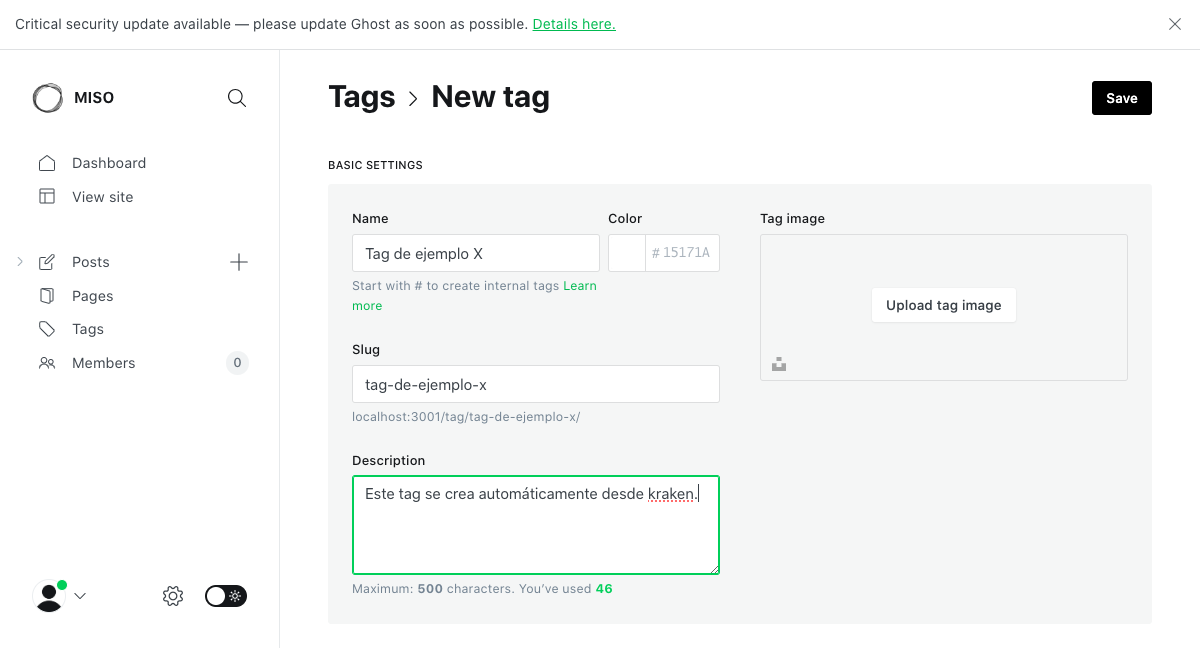 Critical security update available — please update Ghost as soon as possible. Details here.
MISO
Dashboard
View site
Posts
Pages
Tags
Members
0
Tags > New tag
Save
BASIC SETTINGS
Name
Color
Tag de ejemplo X
# 15171A
Start with # to create internal tags Learn
more
Slug
tag-de-ejemplo-x
localhost:3001/tag/tag-de-ejemplo-x/
Description
Este tag se crea automáticamente desde kraken.
Maximum: 500 characters. You’ve used 46
Tag image
Upload tag image